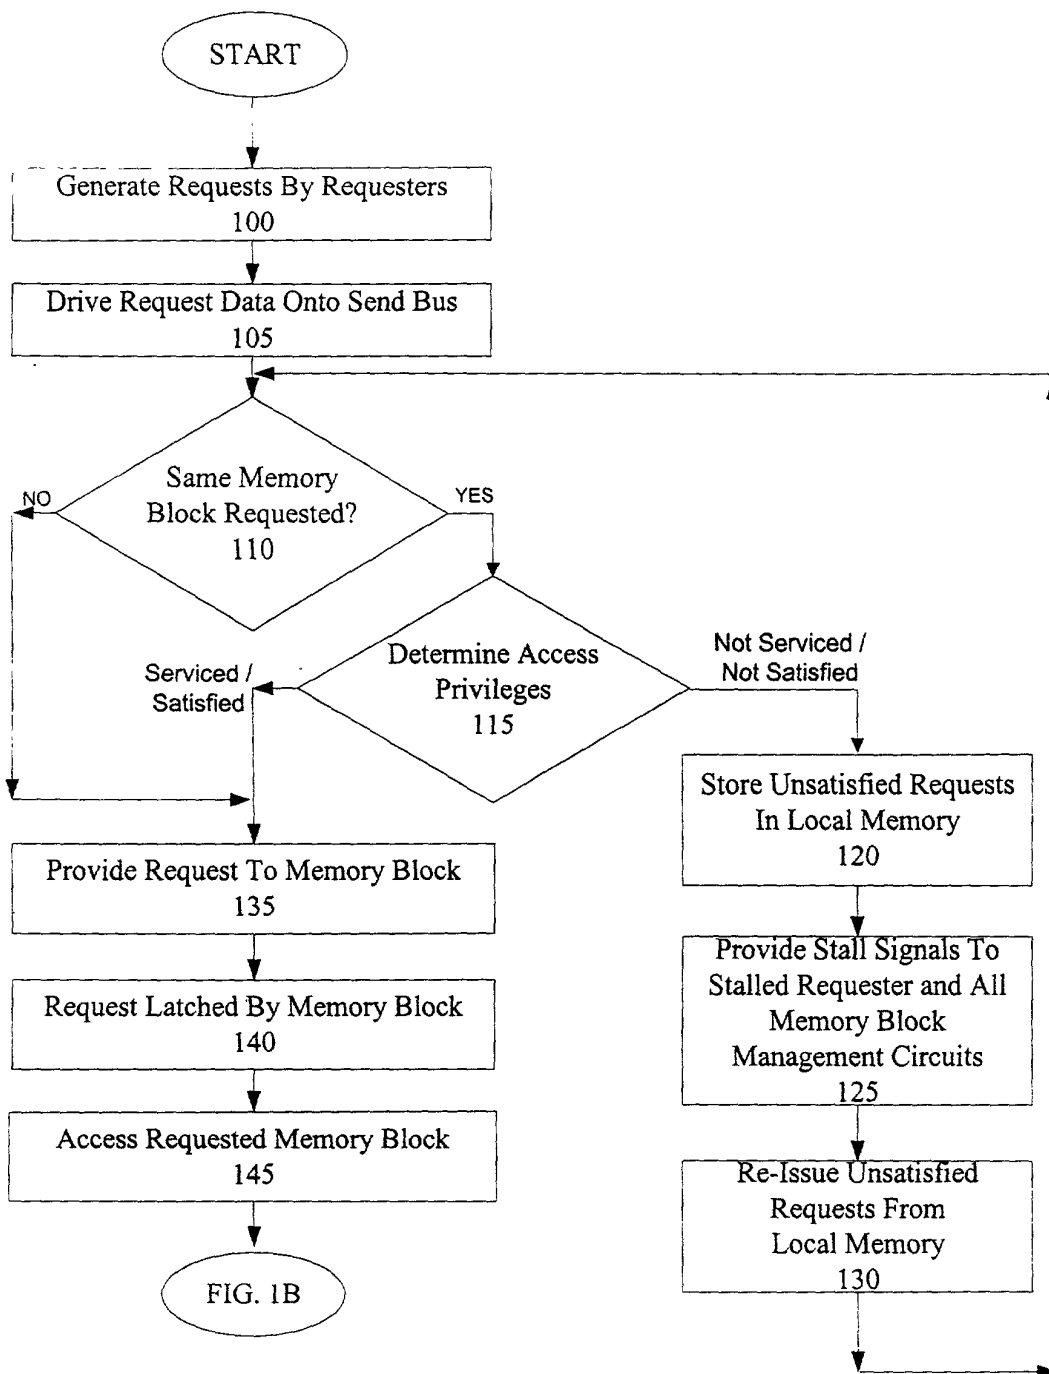 START
Generate Requests By Requesters
100
Drive Request Data Onto Send Bus
105
Same Memory
Block Requested?
110
NO
YES
Determine Access
Privileges
115
Serviced /
Satisfied
Not Serviced /
Not Satisfied
Store Unsatisfied Requests
In Local Memory
120
Provide Stall Signals To
Stalled Requester and All
Memory Block
Management Circuits
125
Re-Issue Unsatisfied
Requests From
Local Memory
130
Provide Request To Memory Block
135
Request Latched By Memory Block
140
Access Requested Memory Block
145
FIG. 1B